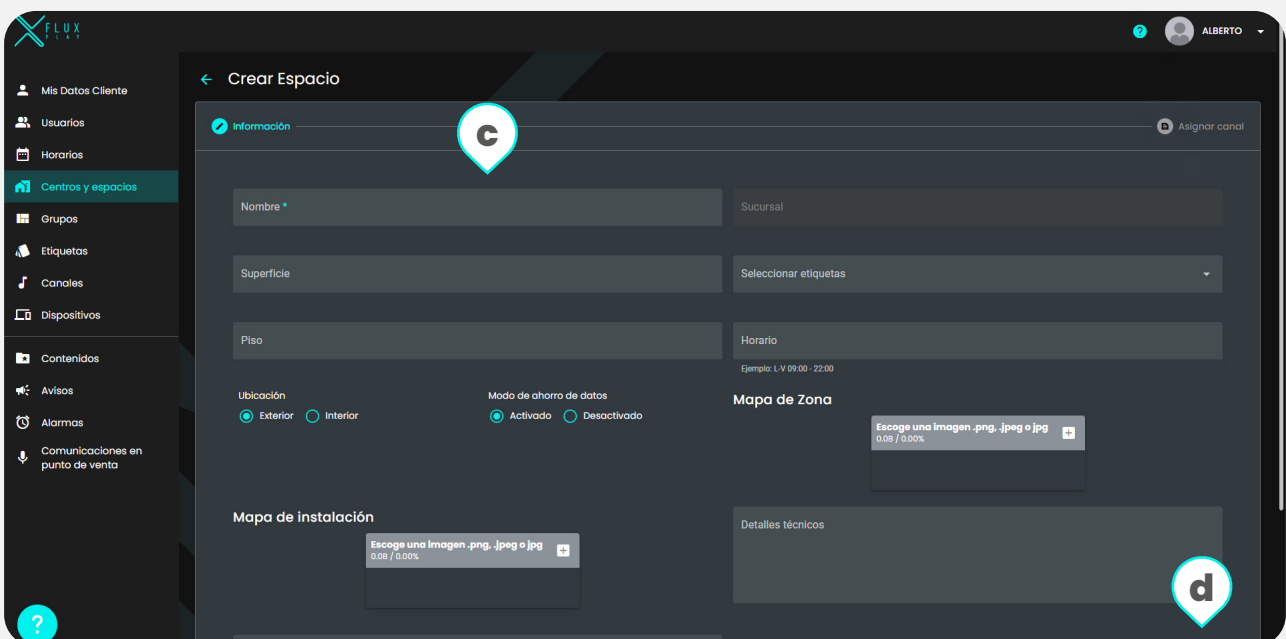 FLUX
PLAY
?
ALBERTO
Mis Datos Cliente
Usuarios
Horarios
Centros y espacios
Grupos
Etiquetas
Canales
Dispositivos
Contenidos
Avisos
Alarmas
Comunicaciones en
punto de venta
?
Crear Espacio
Información
Asignar canal
c
Nombre *
Sucursal
Superficie
Seleccionar etiquetas
Piso
Horario
Ejemplo: L-V 09:00 - 22:00
Ubicación
Exterior
Interior
Modo de ahorro de datos
Activado
Desactivado
Mapa de Zona
Escoge una imagen .png, .jpeg o jpg
0.0B / 0.00%
Mapa de instalación
Escoge una imagen .png, .jpeg o jpg
0.0B / 0.00%
Detalles técnicos
d